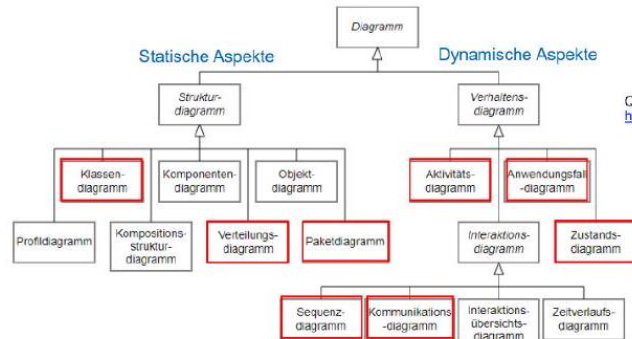 Diagramm
Statische Aspekte
Dynamische Aspekte
Struktur-
diagramm
Verhaltens-
diagramm
Klassen-
diagramm
Komponenten-
diagramm
Objekt-
diagramm
Aktivitäts-
diagramm
Anwendungsfall
-diagramm
Profildiagramm
Kompositions-
struktur-
diagramm
Verteilungs-
diagramm
Paketdiagramm
Interaktions-
diagramm
Zustands-
diagramm
Sequenz-
diagramm
Kommunikations
-diagramm
Interaktions-
übersichts-
diagramm
Zeitverlaufs-
diagramm